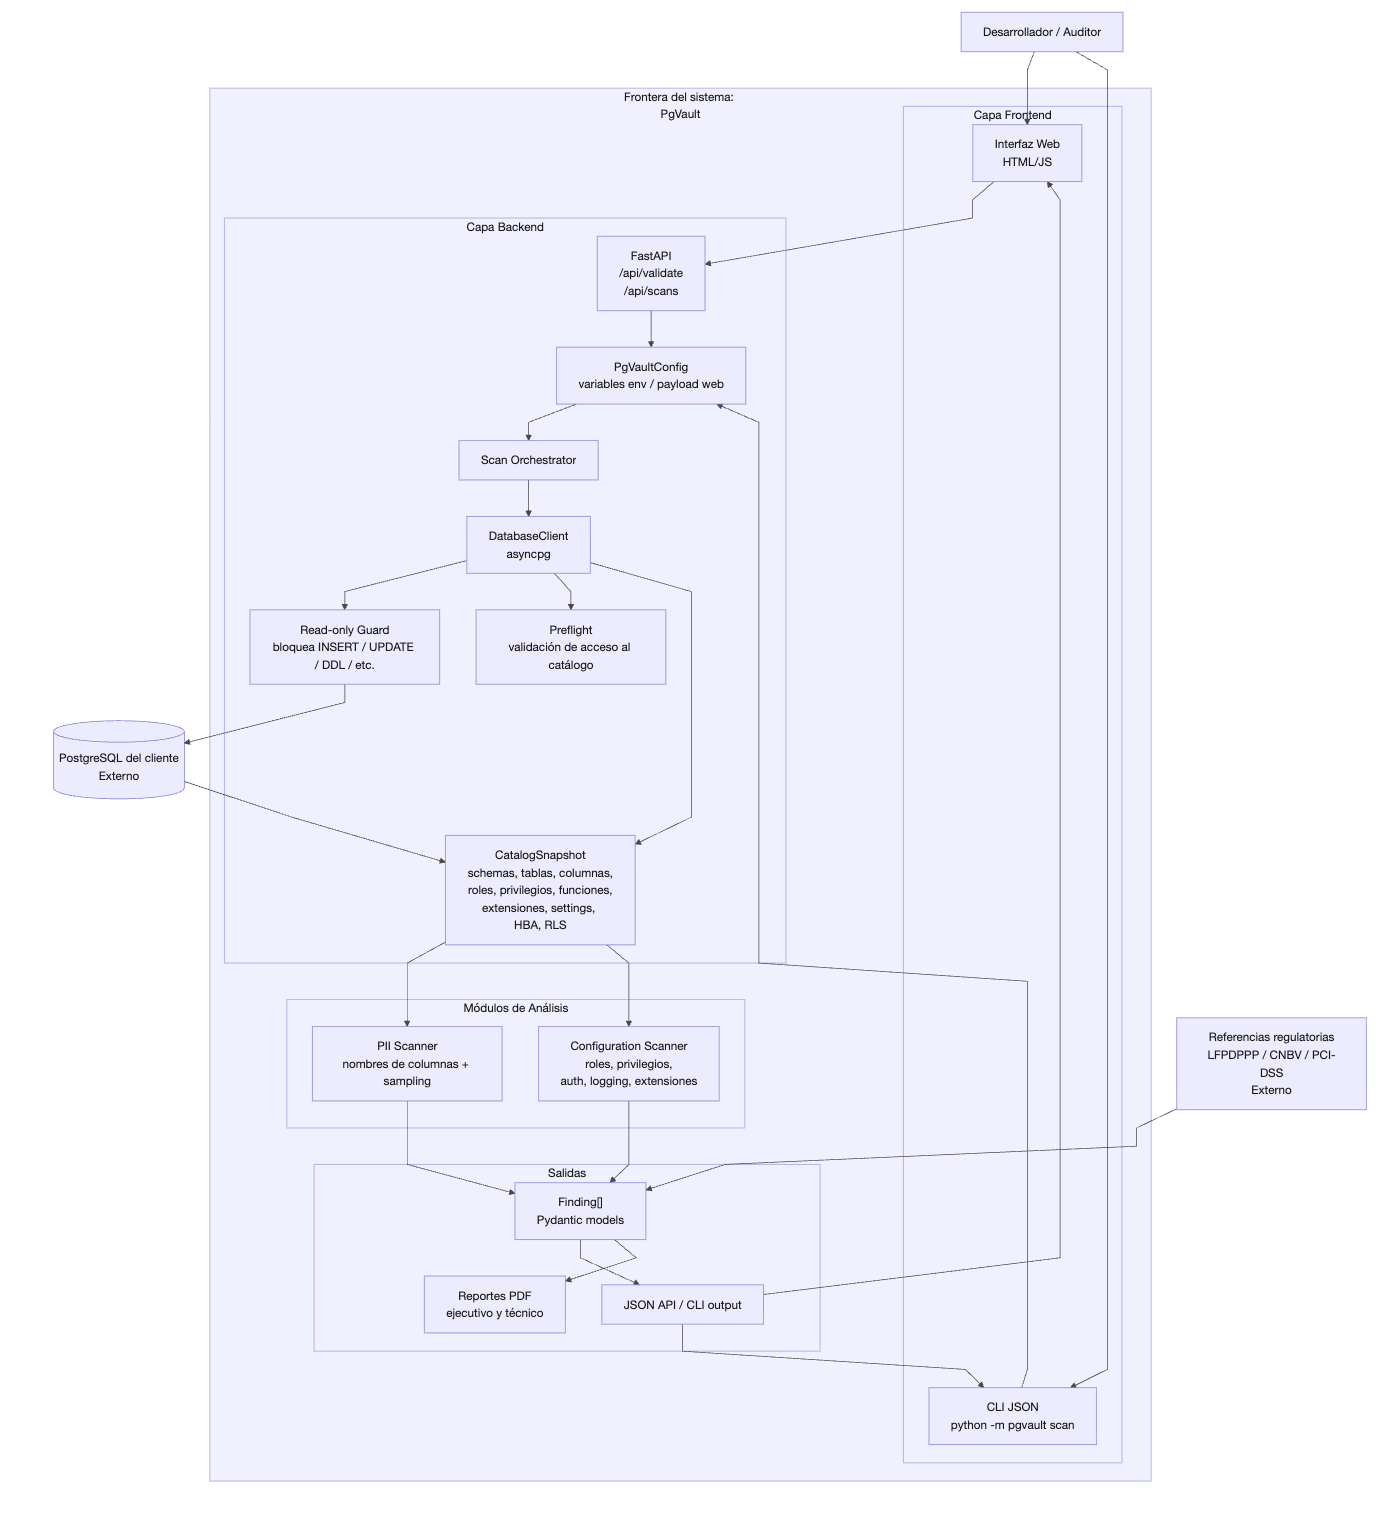 Desarrollador / Auditor
Frontera del sistema:
PgVault
Capa Frontend
Interfaz Web
HTML/JS
Capa Backend
FastAPI
/api/validate
/api/scans
PgVaultConfig
variables env / payload web
Scan Orchestrator
DatabaseClient
asyncpg
Read-only Guard
bloquea INSERT / UPDATE
/ DDL / etc.
Preflight
validación de acceso al
catálogo
PostgreSQL del cliente
Externo
CatalogSnapshot
schemas, tablas, columnas,
roles, privilegios, funciones,
extensiones, settings,
HBA, RLS
Módulos de Análisis
PII Scanner
nombres de columnas +
sampling
Configuration Scanner
roles, privilegios,
auth, logging, extensiones
Referencias regulatorias
LFPDPPP / CNBV / PCI-
DSS
Externo
Salidas
Finding[]
Pydantic models
Reportes PDF
ejecutivo y técnico
JSON API / CLI output
CLI JSON
python -m pgvault scan